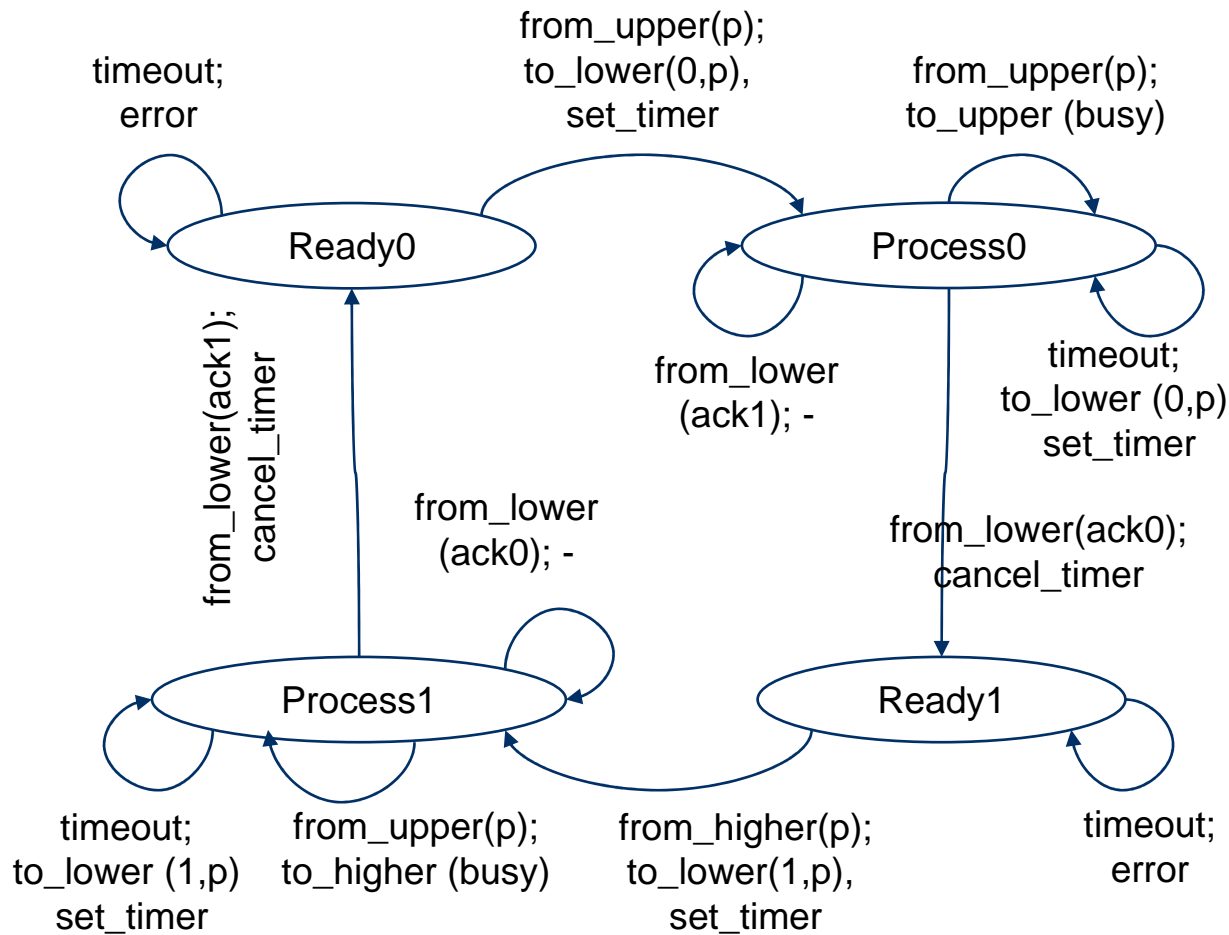 from_upper(p);
to_lower(0,p),
set_timer
timeout;
error
from_upper(p);
to_upper (busy)
Ready0
Process0
from_lower
(ack1); -
timeout;
to_lower (0,p)
set_timer
from_lower(ack1);
cancel_timer
from_lower
(ack0); -
from_lower(ack0);
cancel_timer
Process1
Ready1
timeout;
to_lower (1,p)
set_timer
from_upper(p);
to_higher (busy)
from_higher(p);
to_lower(1,p),
set_timer
timeout;
error